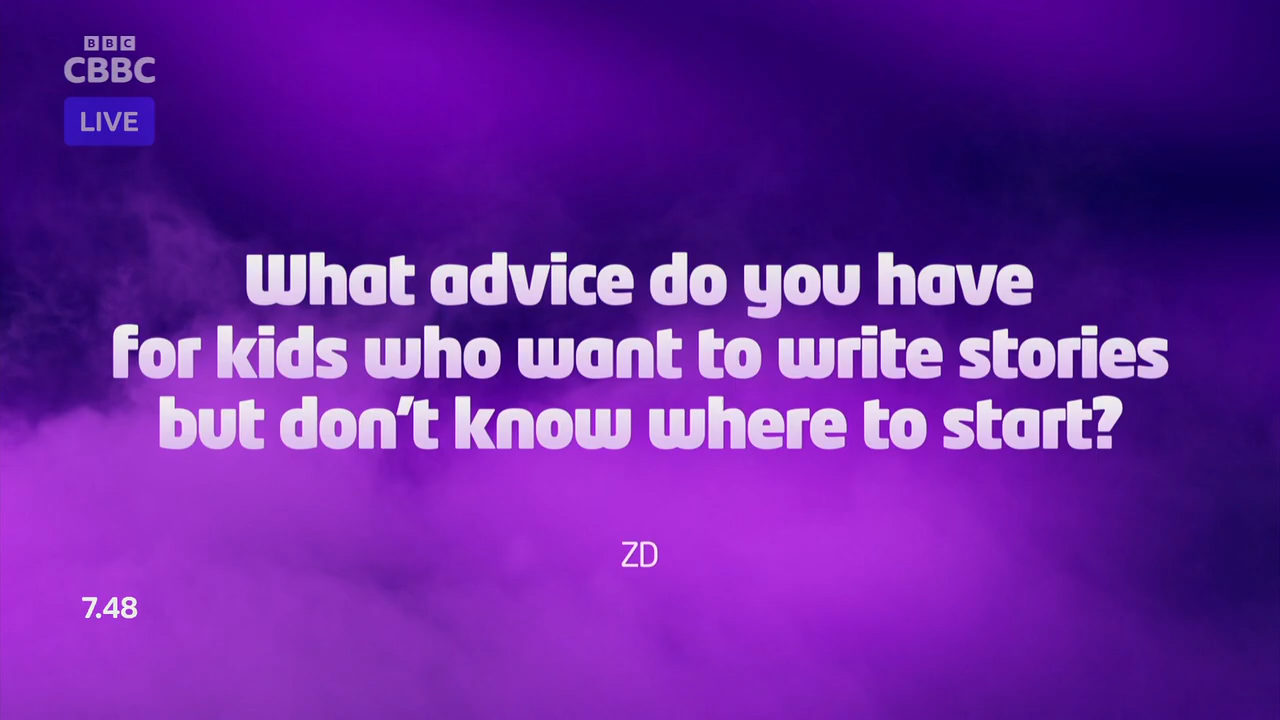 BBC
CBBC
LIVE
What advice do you have
for kids who want to write stories
but don't know where to start?
ZD
7.48